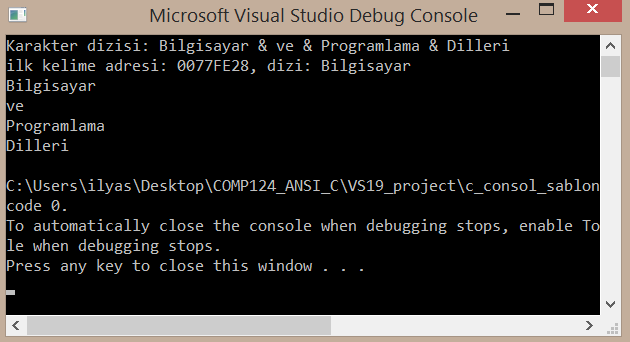 Microsoft Visual Studio Debug Console
Karakter dizisi: Bilgisayar & ve & Programlama & Dilleri
ilk kelime adresi: 0077FE28, dizi: Bilgisayar
Bilgisayar
ve
Programlama
Dilleri
C:\Users\ilyas\Desktop\COMP124_ANSI_C\VS19_project\c_consol_sablon
code 0.
To automatically close the console when debugging stops, enable To
le when debugging stops.
Press any key to close this window . . .